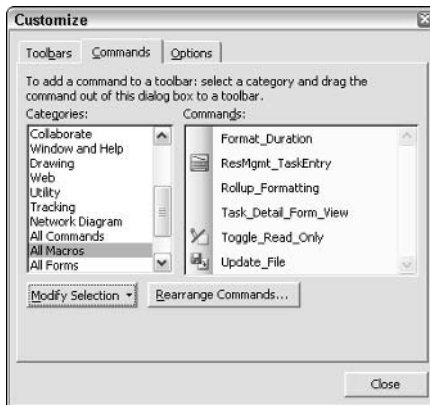 Customize
Toolbars Commands Options
To add a command to a toolbar: select a category and drag the
command out of this dialog box to a toolbar.
Categories: Commands:
Collaborate
Window and Help
Drawing
Web
Utility
Tracking
Network Diagram
All Commands
All Macros
All Forms
Format_Duration
ResMgmt_TaskEntry
Rollup_Formatting
Task_Detail_Form_View
Toggle_Read_Only
Update_File
Modify Selection Rearrange Commands...
Close